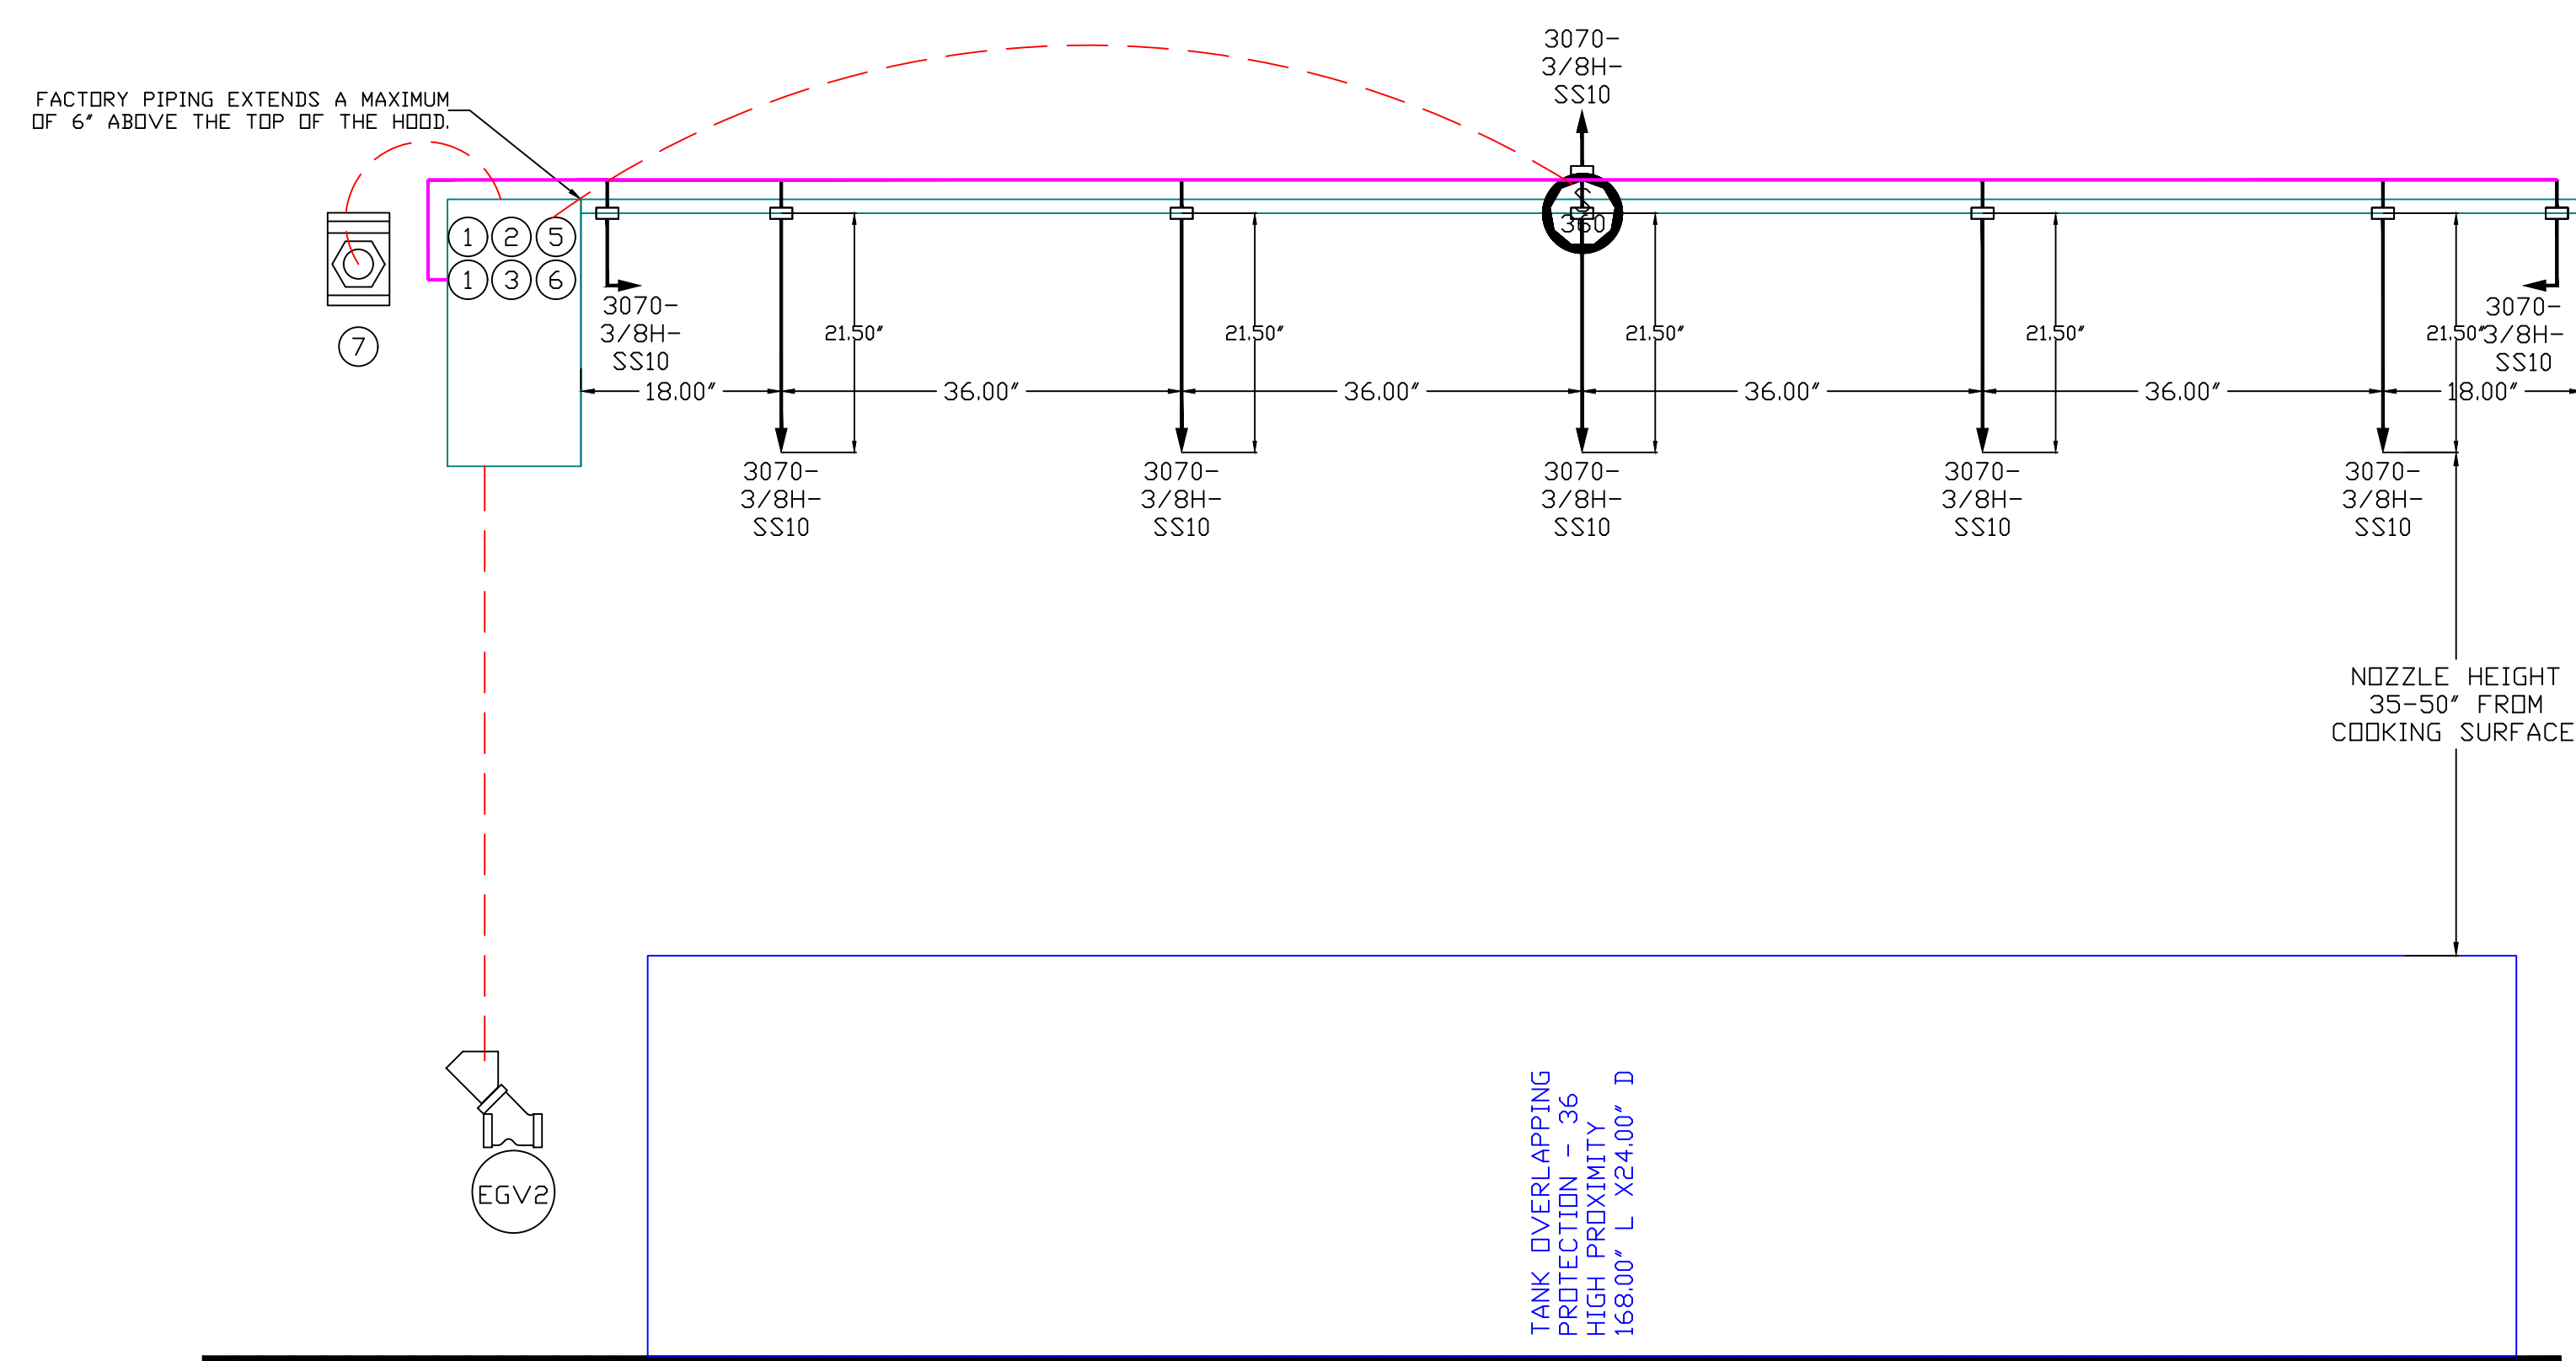 3070-
3/8H-
SS10
FACTORY PIPING EXTENDS A MAXIMUM
OF 6" ABOVE THE TOP OF THE HOOD.
1
2
5
1
3
6
7
360
3070-
3/8H-
SS10
3070-
3/8H-
SS10
21.50"
21.50"
21.50"
21.50"
21.50"
18.00"
36.00"
36.00"
36.00"
36.00"
18.00"
3070-
3/8H-
SS10
3070-
3/8H-
SS10
3070-
3/8H-
SS10
3070-
3/8H-
SS10
3070-
3/8H-
SS10
NOZZLE HEIGHT
35-50" FROM
COOKING SURFACE
EGV2
TANK OVERLAPPING
PROTECTION - 36
HIGH PROXIMITY
168.00" L X24.00" D